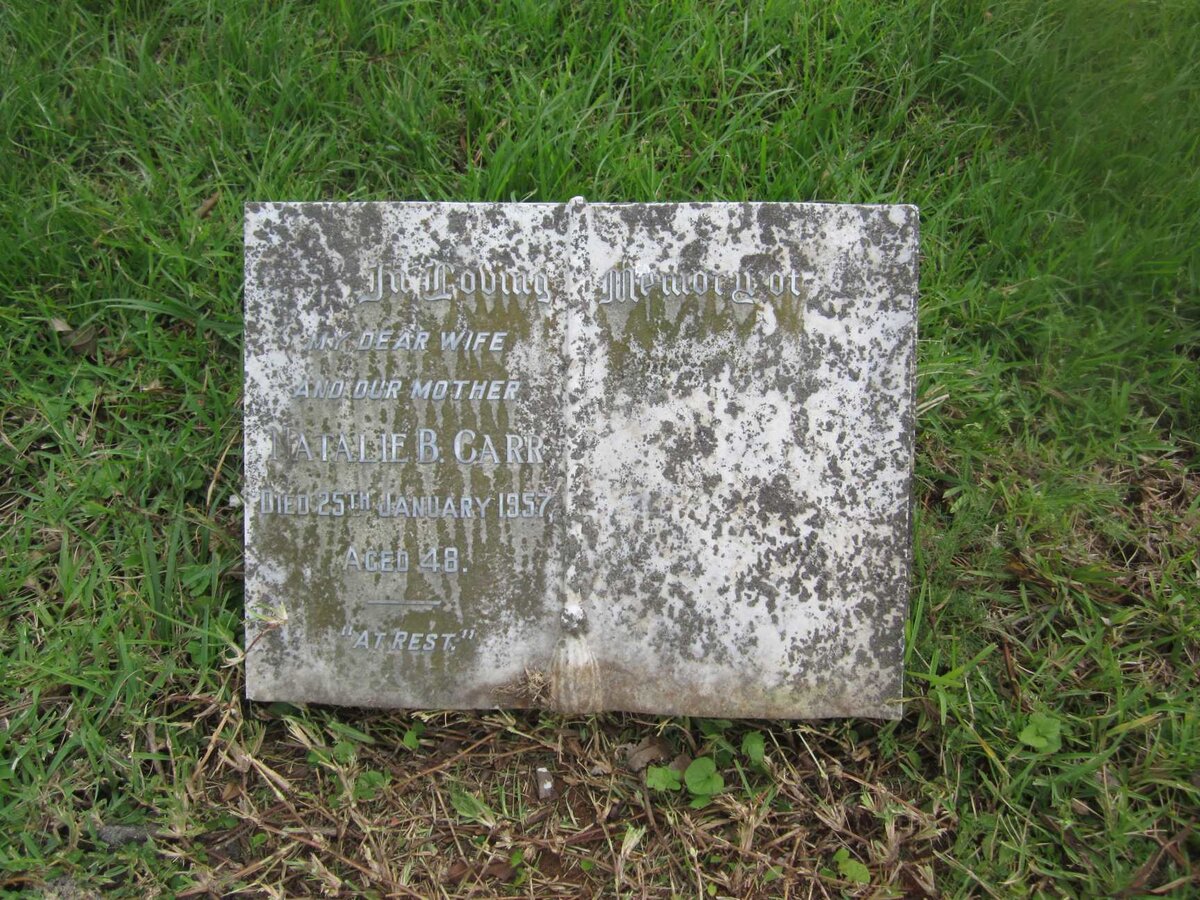 In Loving Memory of
MY DEAR WIFE
AND OUR MOTHER
NATALIE B. CARR
DIED 25TH JANUARY 1957,
AGED 48.
"AT REST."